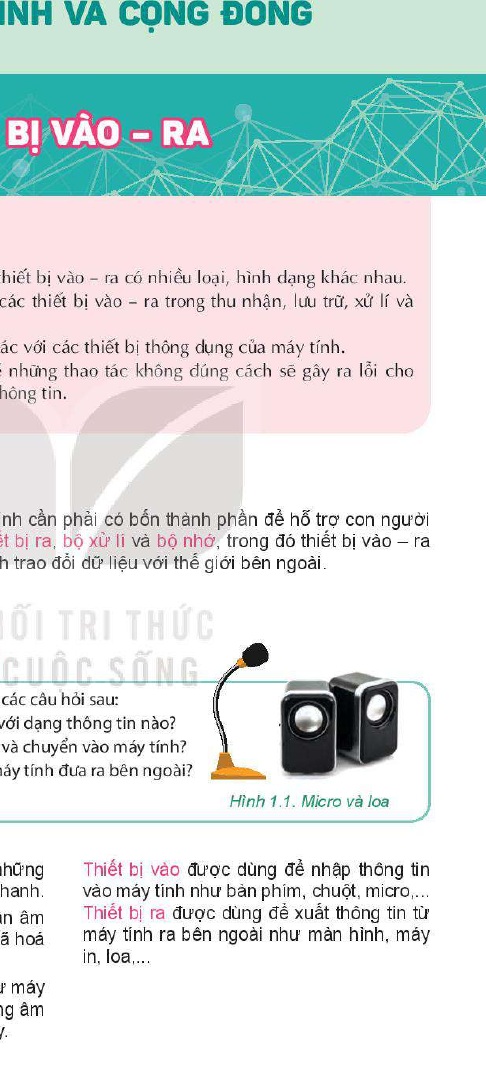 INH VÀ CỘNG ĐỒNG
BỊ VÀO – RA
thiết bị vào – ra có nhiều loại, hình dạng khác nhau.
các thiết bị vào – ra trong thu nhận, lưu trữ, xử lí và
ác với các thiết bị thông dụng của máy tính.
những thao tác không đúng cách sẽ gây ra lỗi cho
hông tin.
ính cần phải có bốn thành phần để hỗ trợ con người
ết bị ra, bộ xử lí và bộ nhớ, trong đó thiết bị vào – ra
h trao đổi dữ liệu với thế giới bên ngoài.
NỐI TRI THỨC
CUỘC SỐNG
các câu hỏi sau:
với dạng thông tin nào?
và chuyển vào máy tính?
náy tính đưa ra bên ngoài?
Hình 1.1. Micro và loa
những
hanh.
ản âm
ã hoá
ư máy
ng âm
y.
Thiết bị vào được dùng để nhập thông tin
vào máy tính như bàn phím, chuột, micro,...
Thiết bị ra được dùng để xuất thông tin từ
máy tính ra bên ngoài như màn hình, máy
in, loa,...